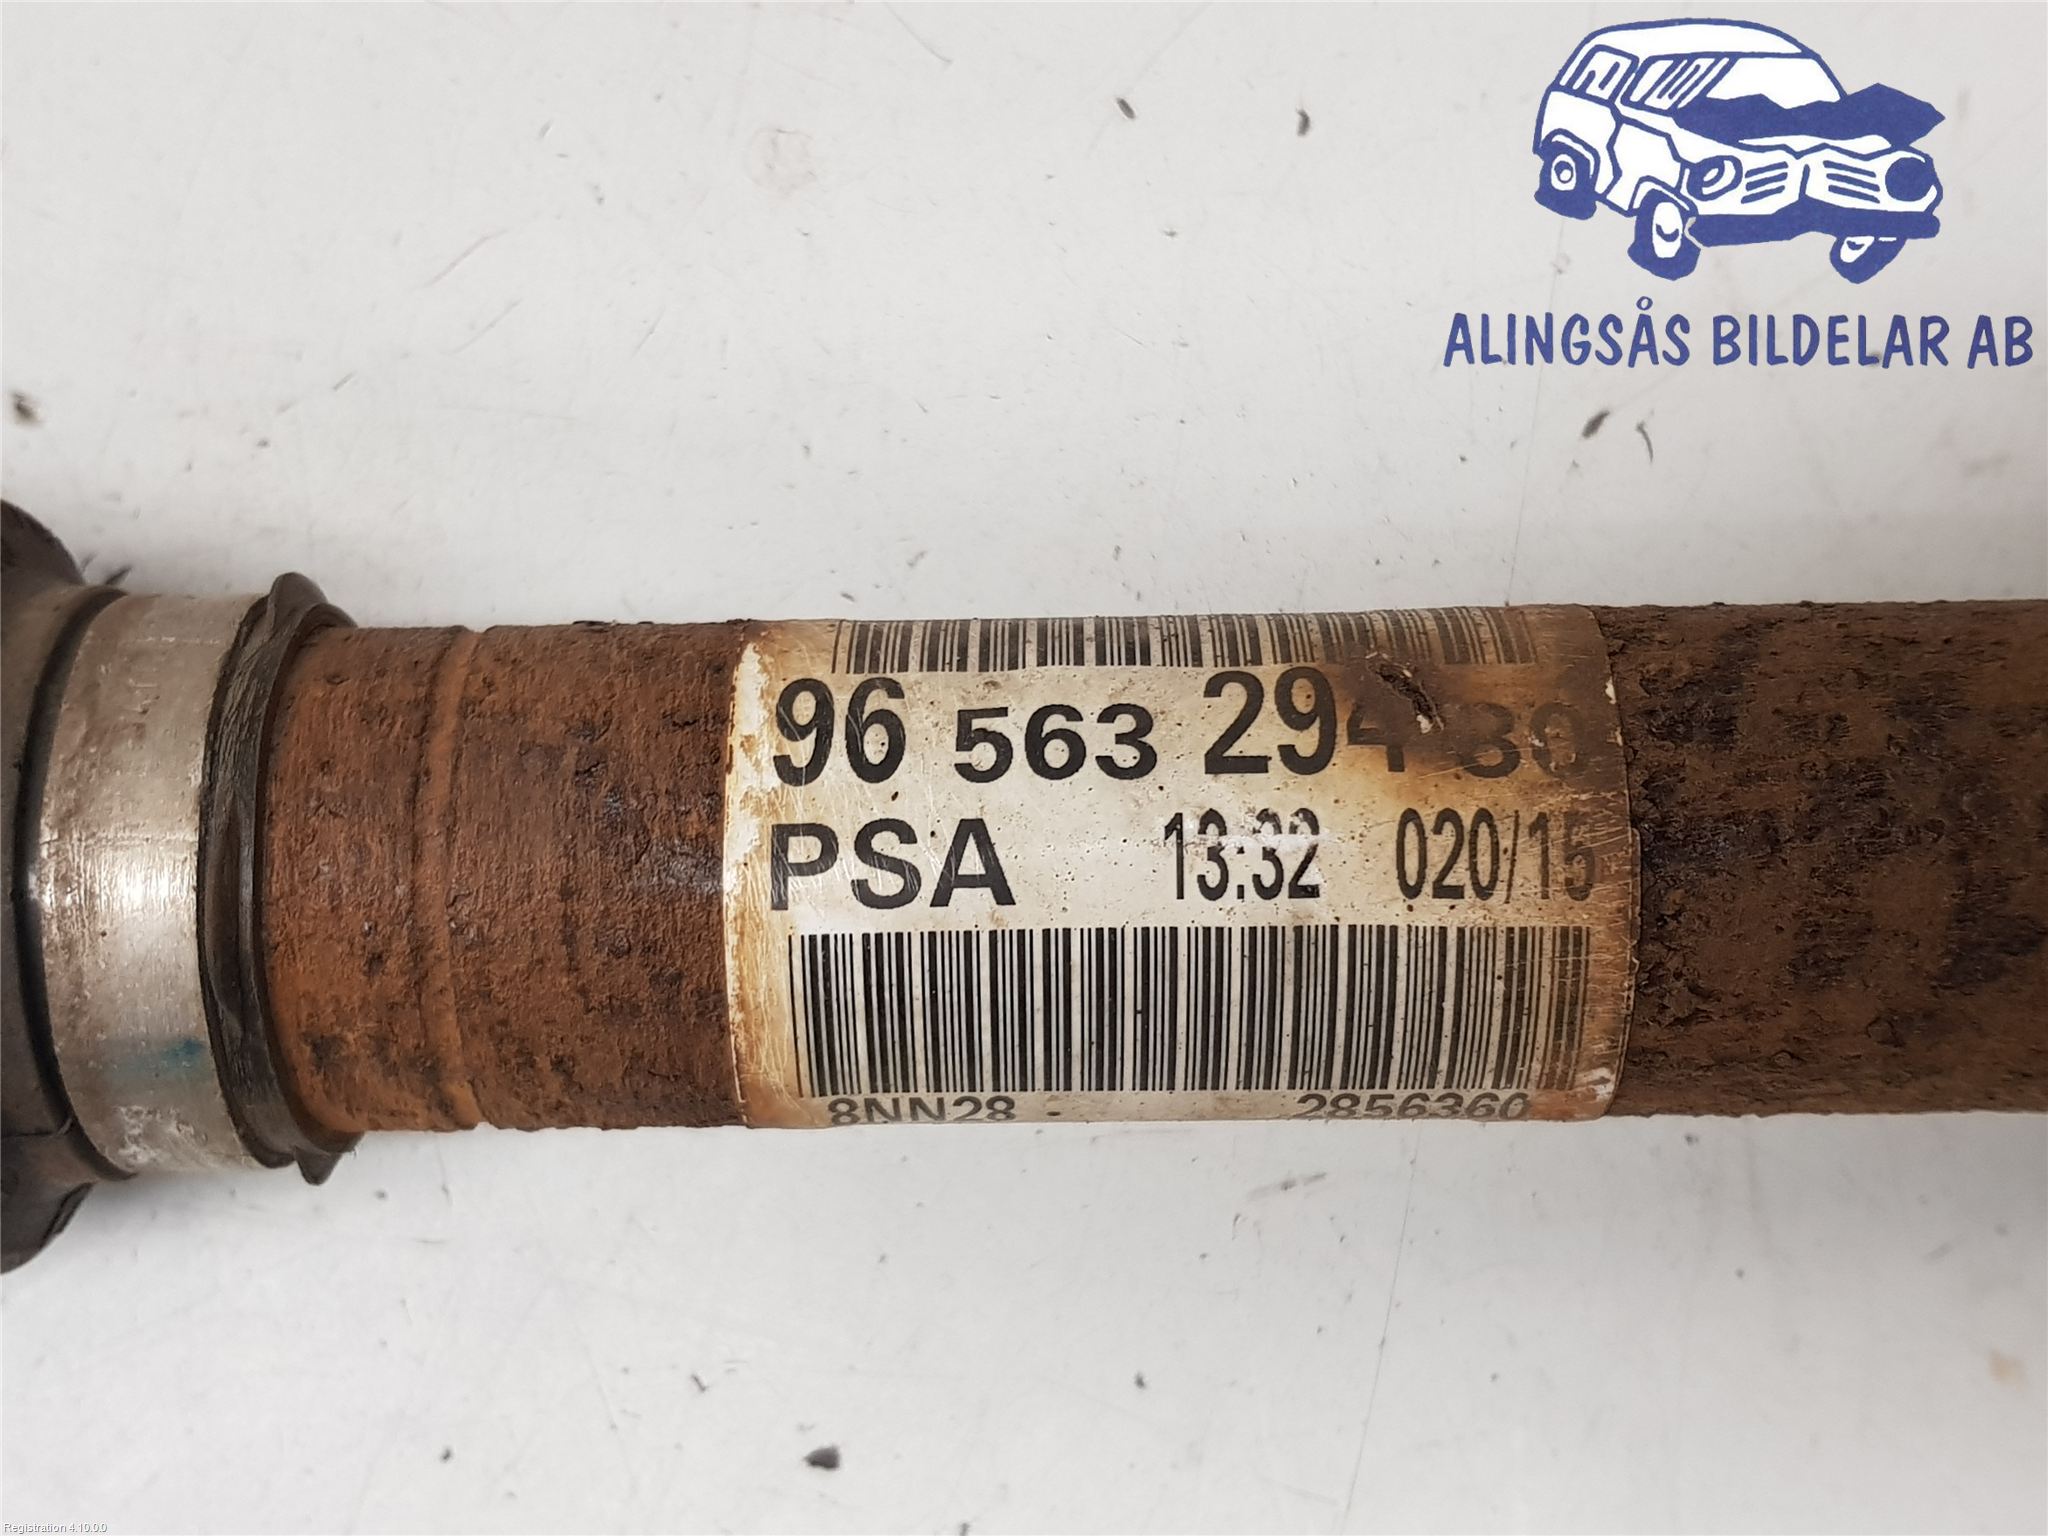 ALINGSÅS BILDELAR AB
96 563 294 80
PSA 13:32 020/15
8NN28 2856360
Registration 4.10.0.0